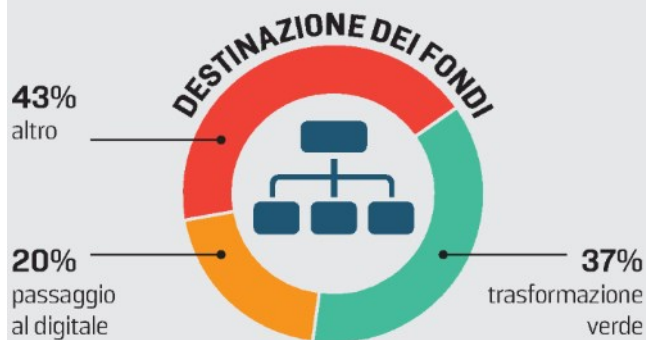 DESTINAZIONE DEI FONDI
43%
altro
20%
passaggio
al digitale
37%
trasformazione
verde